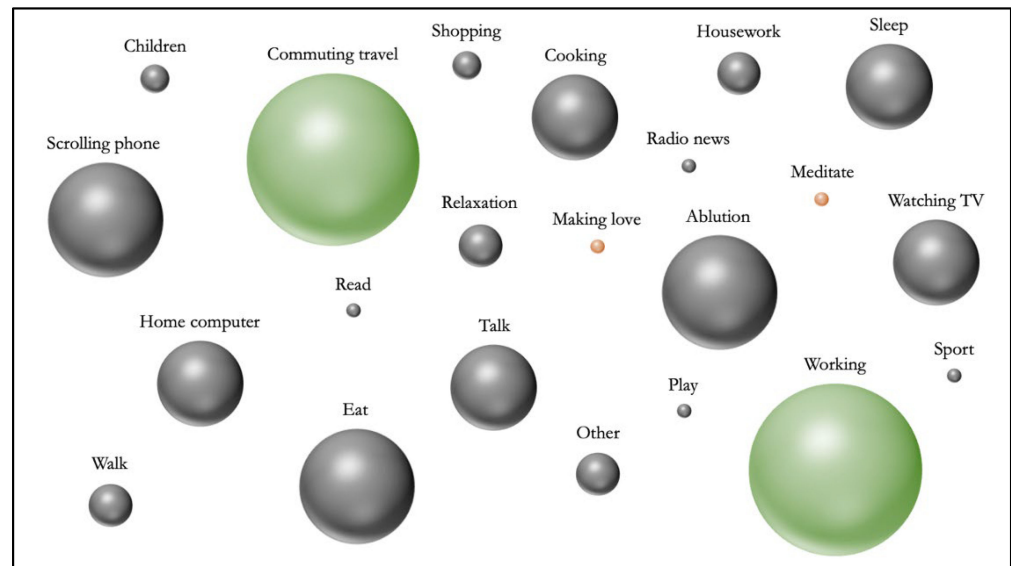 Children
Commuting travel
Shopping
Cooking
Housework
Sleep
Scrolling phone
Radio news
Meditate
Relaxation
Making love
Ablution
Watching TV
Read
Home computer
Talk
Working
Sport
Play
Eat
Other
Walk